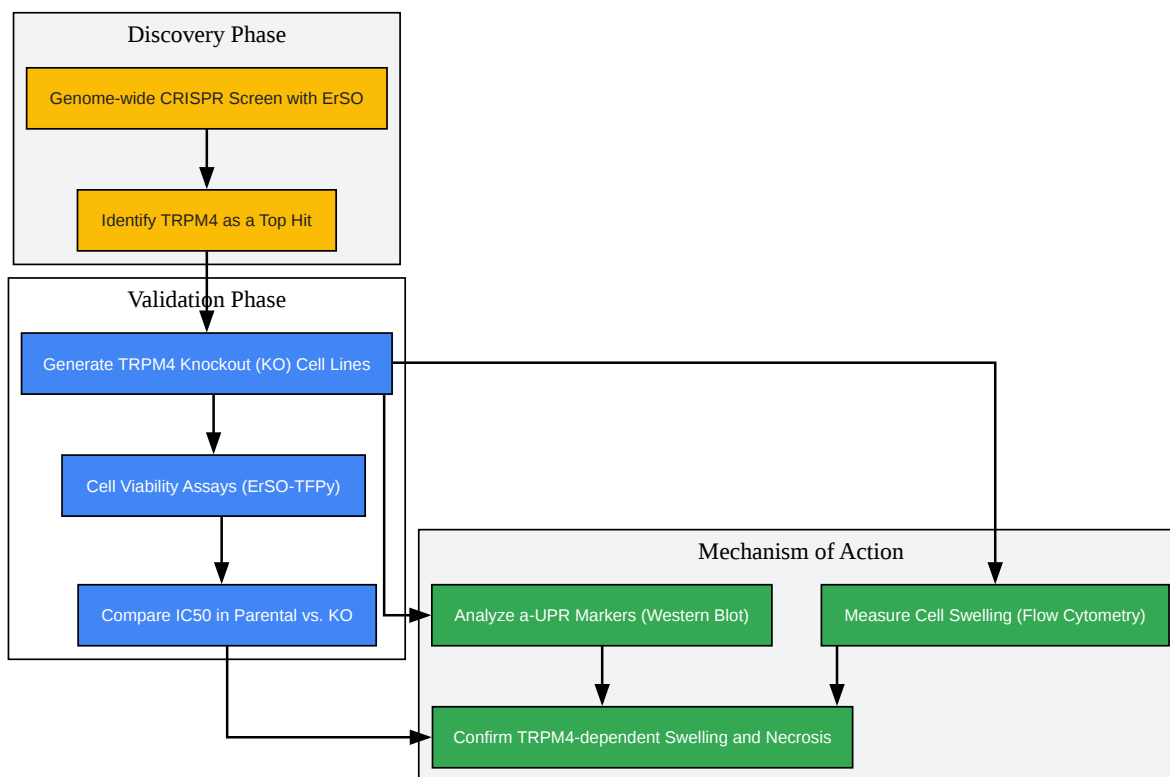 Discovery Phase
Genome-wide CRISPR Screen with ErSO
Identify TRPM4 as a Top Hit
Validation Phase
Generate TRPM4 Knockout (KO) Cell Lines
Cell Viability Assays (ErSO-TFPy)
Compare IC50 in Parental vs. KO
Mechanism of Action
Analyze a-UPR Markers (Western Blot)
Measure Cell Swelling (Flow Cytometry)
Confirm TRPM4-dependent Swelling and Necrosis